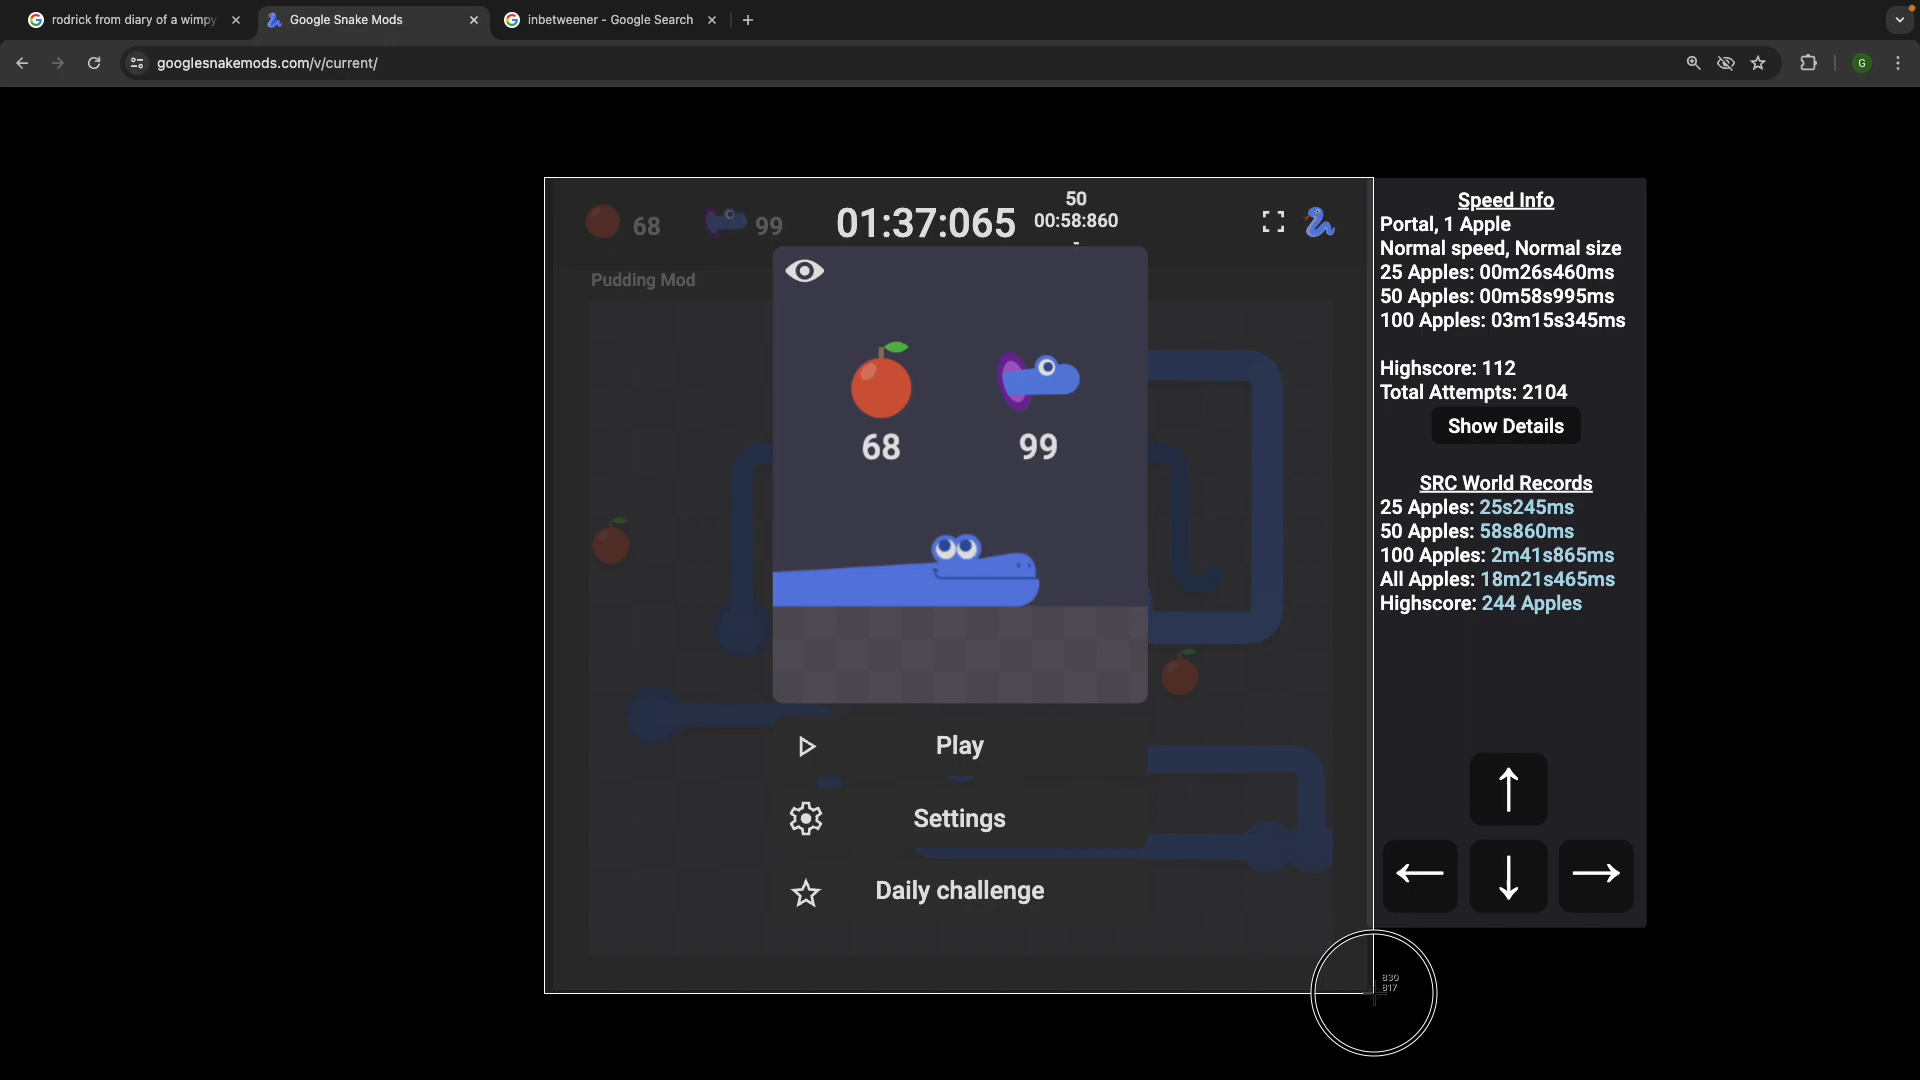 rodrick from diary of a wimpy
Google Snake Mods
inbetweener - Google Search
googlesnakemods.com/v/current/
G
68
99
01:37:065
50
00:58:860
-
Pudding Mod
68
99
Play
Settings
Daily challenge
Speed Info
Portal, 1 Apple
Normal speed, Normal size
25 Apples: 00m26s460ms
50 Apples: 00m58s995ms
100 Apples: 03m15s345ms
Highscore: 112
Total Attempts: 2104
Show Details
SRC World Records
25 Apples: 25s245ms
50 Apples: 58s860ms
100 Apples: 2m41s865ms
All Apples: 18m21s465ms
Highscore: 244 Apples
↑
← ↓ →
830
817